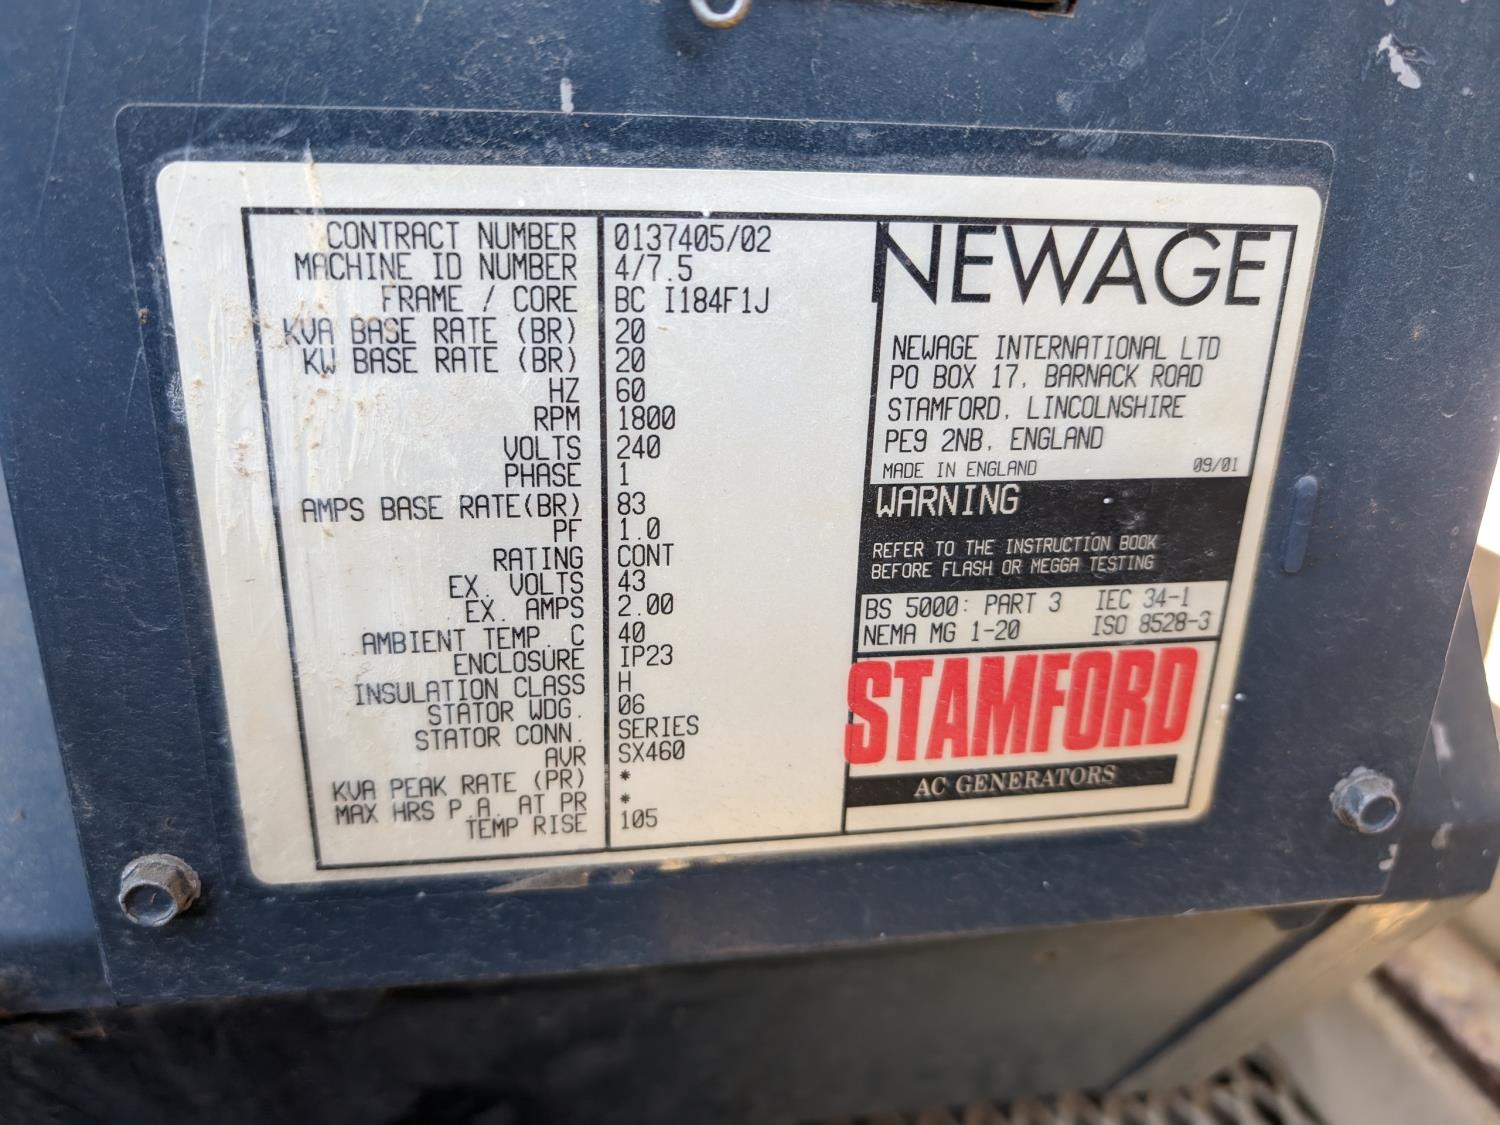 CONTRACT NUMBER 0137405/02
MACHINE ID NUMBER 4/7.5
FRAME / CORE BC I184F1J
KVA BASE RATE (BR) 20
KW BASE RATE (BR) 20
HZ 60
RPM 1800
VOLTS 240
PHASE 1
AMPS BASE RATE(BR) 83
PF 1.0
RATING CONT
EX. VOLTS 43
EX. AMPS 2.00
AMBIENT TEMP. C 40
ENCLOSURE IP23
INSULATION CLASS H
STATOR WDG. 06
STATOR CONN. SERIES
AVR SX460
KVA PEAK RATE (PR) *
MAX HRS P.A. AT PR *
TEMP RISE 105
NEWAGE
NEWAGE INTERNATIONAL LTD
PO BOX 17, BARNACK ROAD
STAMFORD, LINCOLNSHIRE
PE9 2NB, ENGLAND
MADE IN ENGLAND 09/01
WARNING
REFER TO THE INSTRUCTION BOOK
BEFORE FLASH OR MEGGA TESTING
BS 5000: PART 3 IEC 34-1
NEMA MG 1-20 ISO 8528-3
STAMFORD
AC GENERATORS